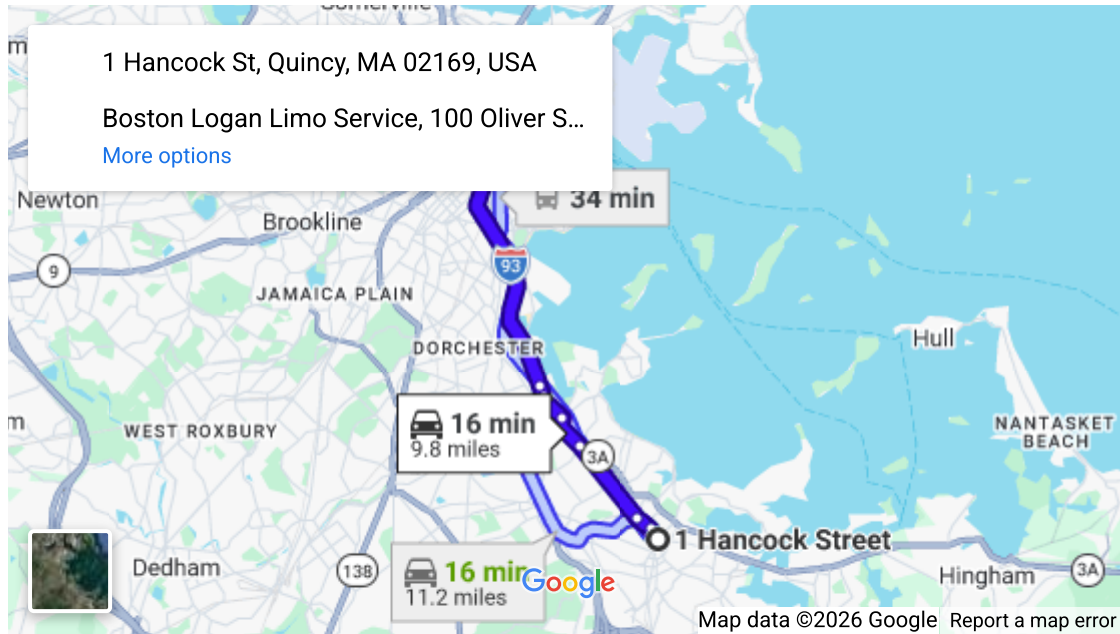 Somerville
1 Hancock St, Quincy, MA 02169, USA
Boston Logan Limo Service, 100 Oliver S...
More options
Newton
34 min
Brookline
9
93
JAMAICA PLAIN
Hull
DORCHESTER
16 min
9.8 miles
WEST ROXBURY
NANTASKET
BEACH
3A
1 Hancock Street
Dedham
138
16 min
11.2 miles
Google
Hingham
3A
Map data ©2026 Google
Report a map error